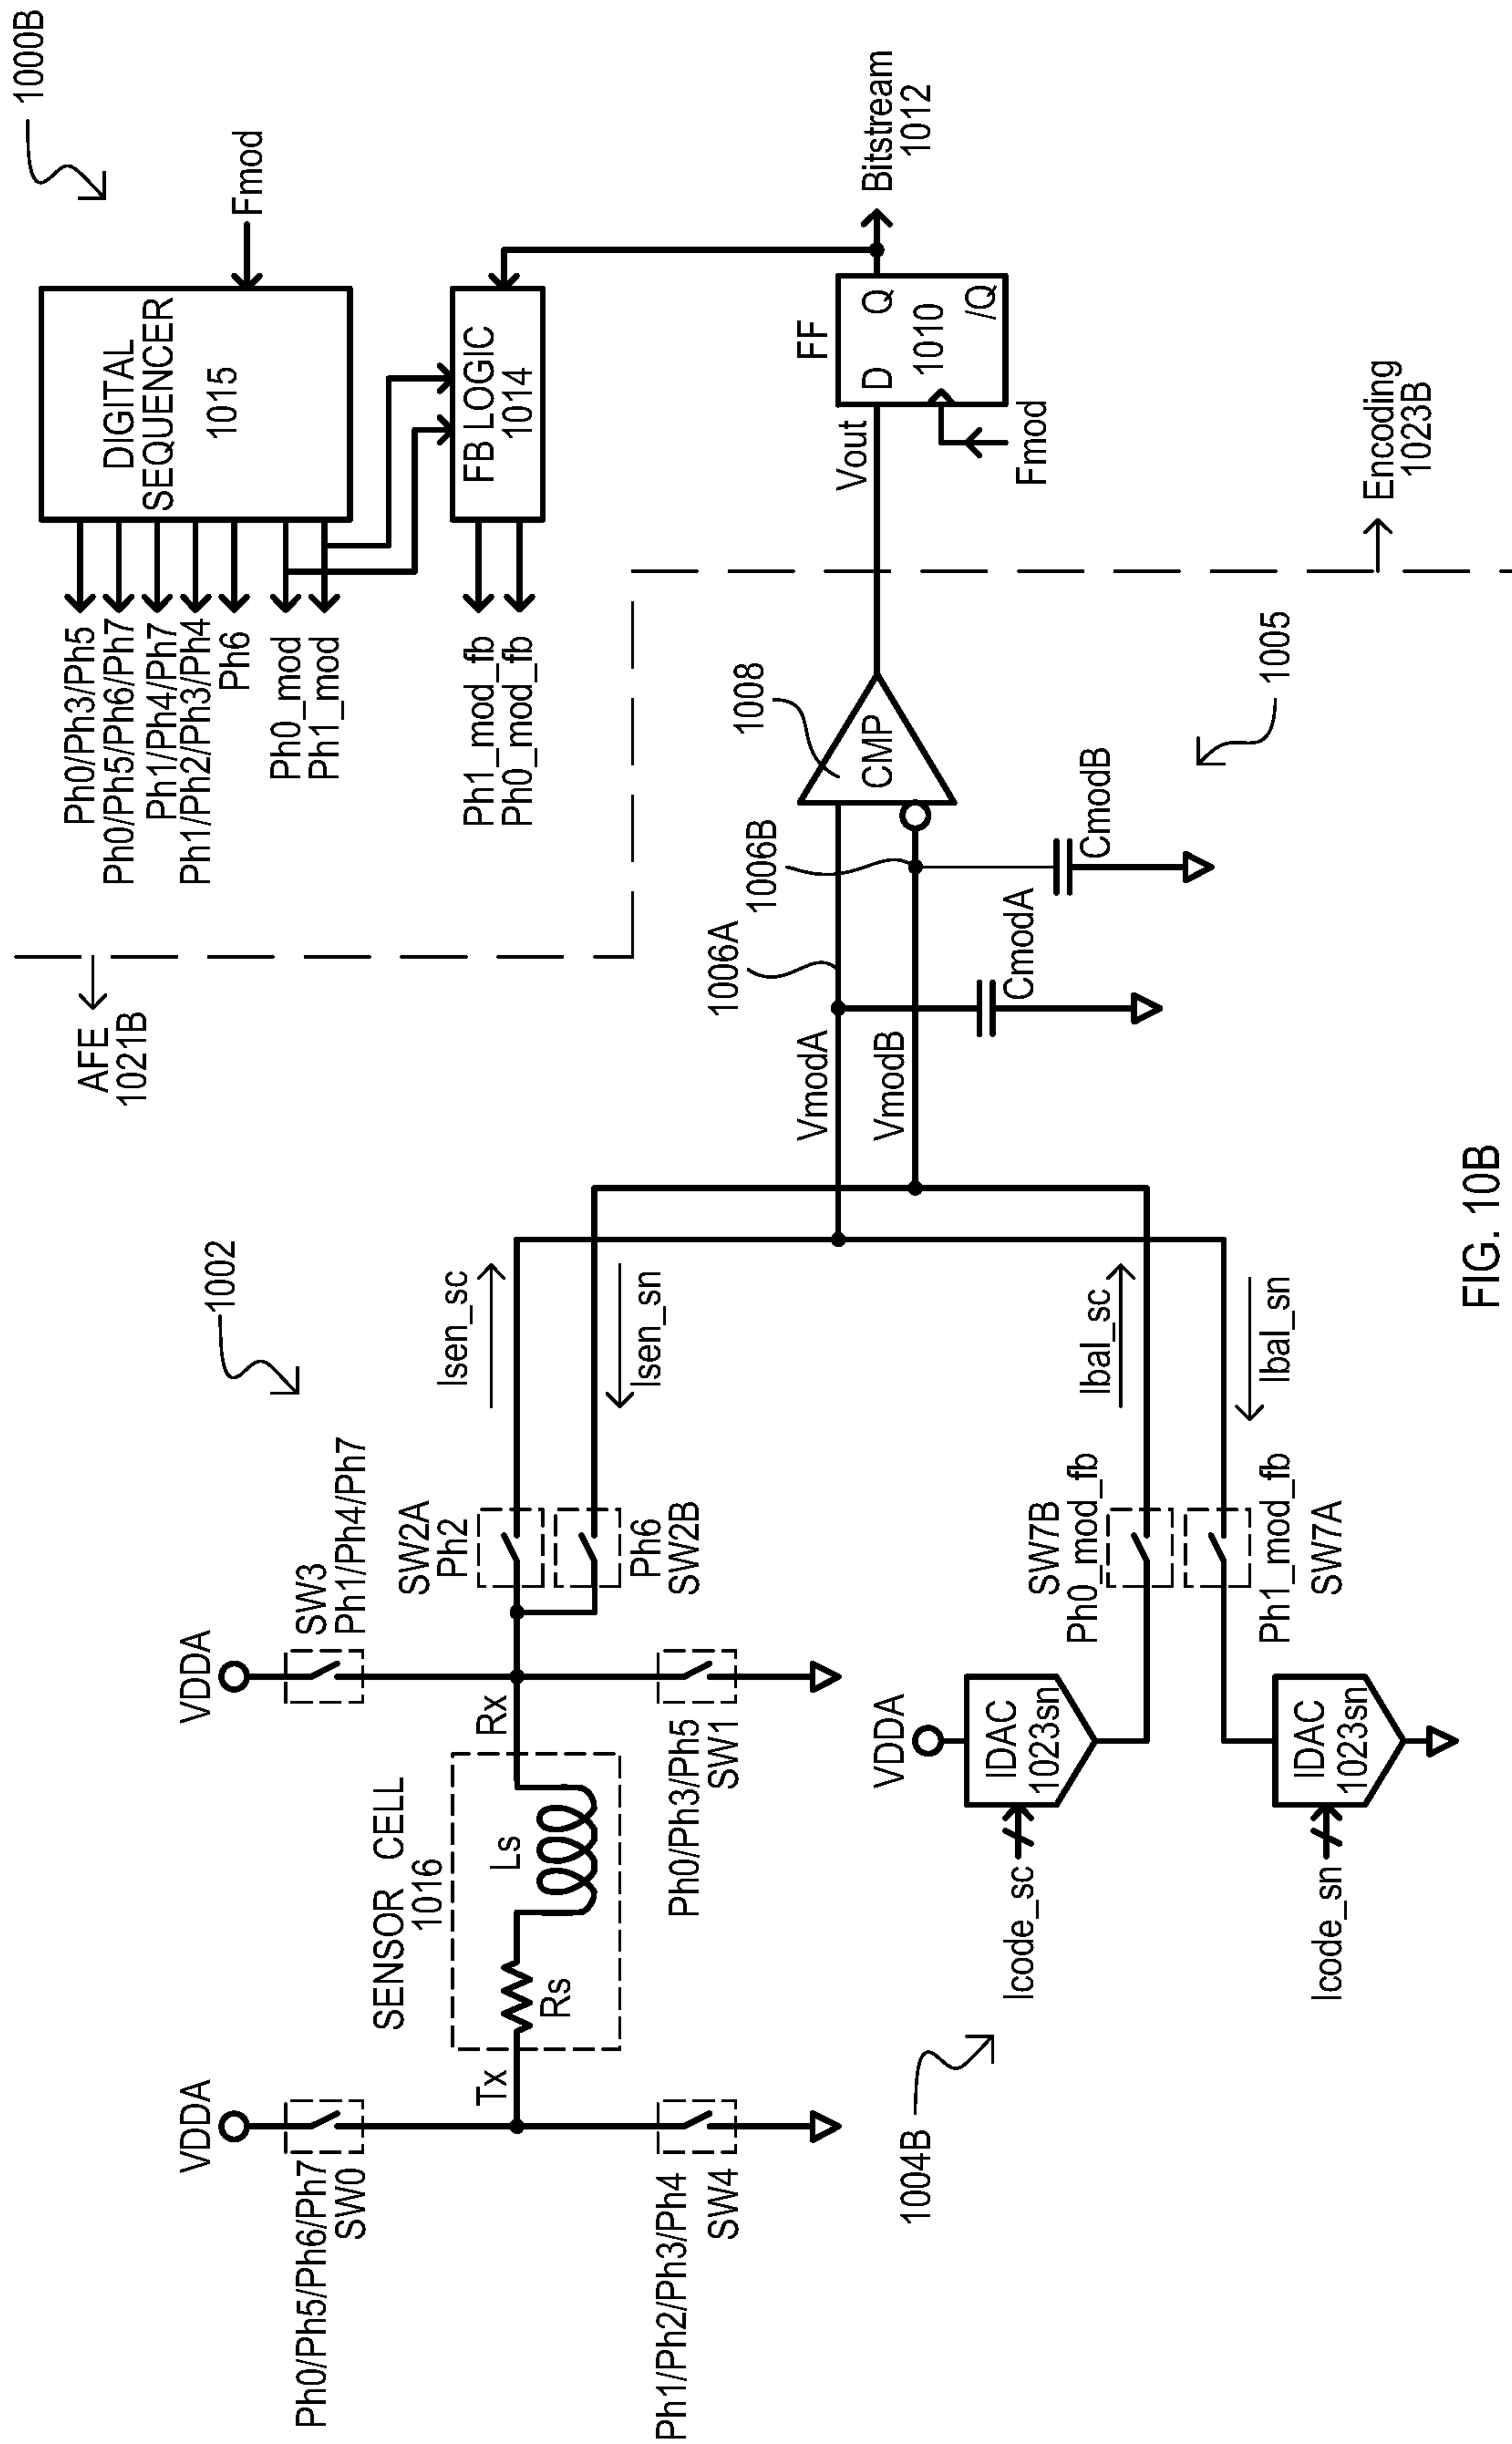 1000B
DIGITAL
SEQUENCER
1015
Fmod
Ph0/Ph3/Ph5
Ph0/Ph5/Ph6/Ph7
Ph1/Ph4/Ph7
Ph1/Ph2/Ph3/Ph4
Ph6
Ph0_mod
Ph1_mod
FB LOGIC
1014
Ph1_mod_fb
Ph0_mod_fb
AFE
1021B
1002
VDDA
Ph0/Ph5/Ph6/Ph7
SW0
VDDA
SW3
Ph1/Ph4/Ph7
SENSOR CELL
1016
Tx
Rs
Ls
Rx
SW2A
Ph2
Ph6
SW2B
Isen_sc
Isen_sn
Ph1/Ph2/Ph3/Ph4
SW4
Ph0/Ph3/Ph5
SW1
VmodA
VmodB
1006A
1006B
1008
CMP
CmodA
CmodB
1005
Vout
FF
D
Q
1010
/Q
Fmod
Bitstream
1012
Encoding
1023B
1004B
VDDA
IDAC
1023sn
Icode_sc
SW7B
Ph0_mod_fb
Ibal_sc
IDAC
1023sn
Icode_sn
Ph1_mod_fb
SW7A
Ibal_sn
FIG. 10B